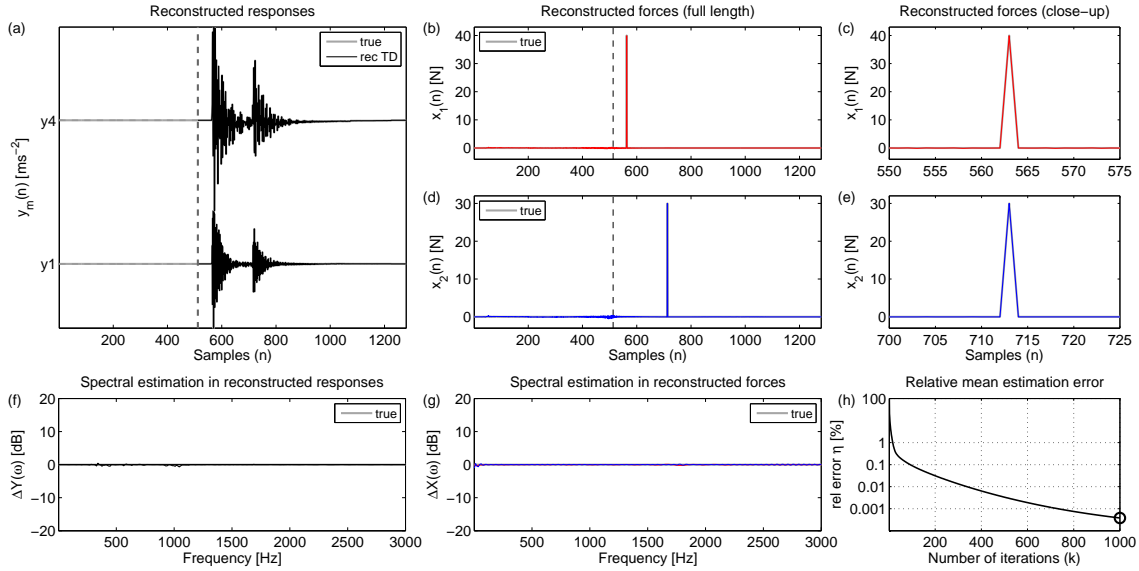 Reconstructed responses
(a)
true
rec TD
y4
y1
y_m(n) [ms⁻²]
200 400 600 800 1000 1200
Samples (n)
Reconstructed forces (full length)
(b)
true
40
30
20
10
0
x₁(n) [N]
200 400 600 800 1000 1200
Reconstructed forces (close−up)
(c)
40
30
20
10
0
x₁(n) [N]
550 555 560 565 570 575
(d)
true
30
20
10
0
x₂(n) [N]
200 400 600 800 1000 1200
Samples (n)
(e)
30
20
10
0
x₂(n) [N]
700 705 710 715 720 725
Samples (n)
Spectral estimation in reconstructed responses
(f)
true
20
10
0
−10
−20
ΔY(ω) [dB]
500 1000 1500 2000 2500 3000
Frequency [Hz]
Spectral estimation in reconstructed forces
(g)
true
20
10
0
−10
−20
ΔX(ω) [dB]
500 1000 1500 2000 2500 3000
Frequency [Hz]
Relative mean estimation error
(h)
100
1
0.1
0.01
0.001
rel error η [%]
200 400 600 800 1000
Number of iterations (k)